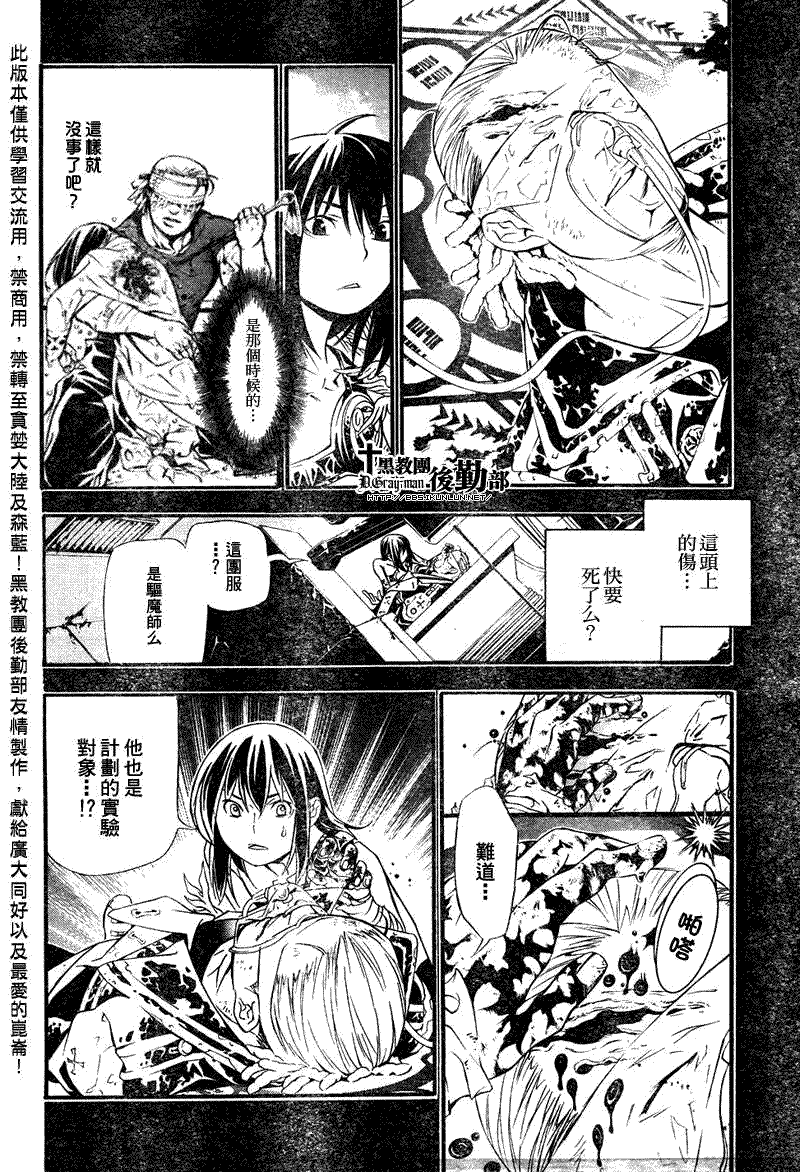 是那個時候的…
這樣就
沒事了吧？
✝黑教團
D.Gray-man 後勤部
HTTP://BBSIKUNLUN.NET/
這頭上
的傷…
快要
死了么？
這團服
…？
是驅魔師么
難道…
啪嗒
他也是
計劃的實驗
對象…!?
此版本僅供學習交流用，禁商用，禁轉至貪婪大陸及森藍！黑教團後勤部友情製作，獻給廣大同好以及最愛的崑崙！